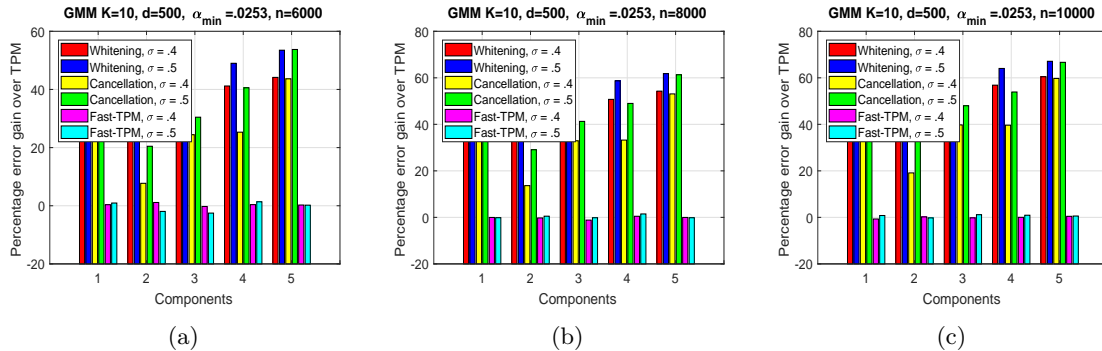 GMM K=10, d=500, α_min =.0253, n=6000
Percentage error gain over TPM
60
40
20
0
-20
Whitening, σ = .4
Whitening, σ = .5
Cancellation, σ = .4
Cancellation, σ = .5
Fast-TPM, σ = .4
Fast-TPM, σ = .5
1 2 3 4 5
Components
(a)
GMM K=10, d=500, α_min =.0253, n=8000
Percentage error gain over TPM
80
60
40
20
0
-20
Whitening, σ = .4
Whitening, σ = .5
Cancellation, σ = .4
Cancellation, σ = .5
Fast-TPM, σ = .4
Fast-TPM, σ = .5
1 2 3 4 5
Components
(b)
GMM K=10, d=500, α_min =.0253, n=10000
Percentage error gain over TPM
80
60
40
20
0
-20
Whitening, σ = .4
Whitening, σ = .5
Cancellation, σ = .4
Cancellation, σ = .5
Fast-TPM, σ = .4
Fast-TPM, σ = .5
1 2 3 4 5
Components
(c)